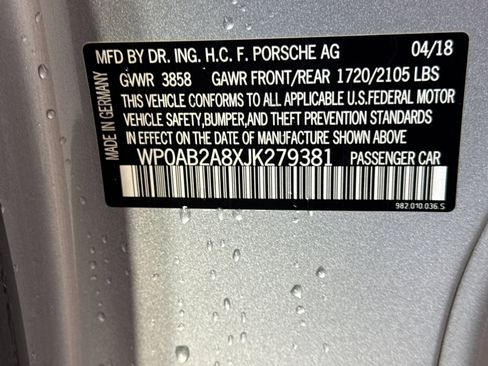 MFD BY DR. ING. H.C. F. PORSCHE AG 04/18
GVWR 3858 GAWR FRONT/REAR 1720/2105 LBS
THIS VEHICLE CONFORMS TO ALL APPLICABLE U.S.FEDERAL MOTOR
VEHICLE SAFETY,BUMPER,AND THEFT PREVENTION STANDARDS
IN EFFECT ON THE DATE OF MANUFACTURE SHOWN ABOVE.
WP0AB2A8XJK279381 PASSENGER CAR
982.010.036.S
MADE IN GERMANY